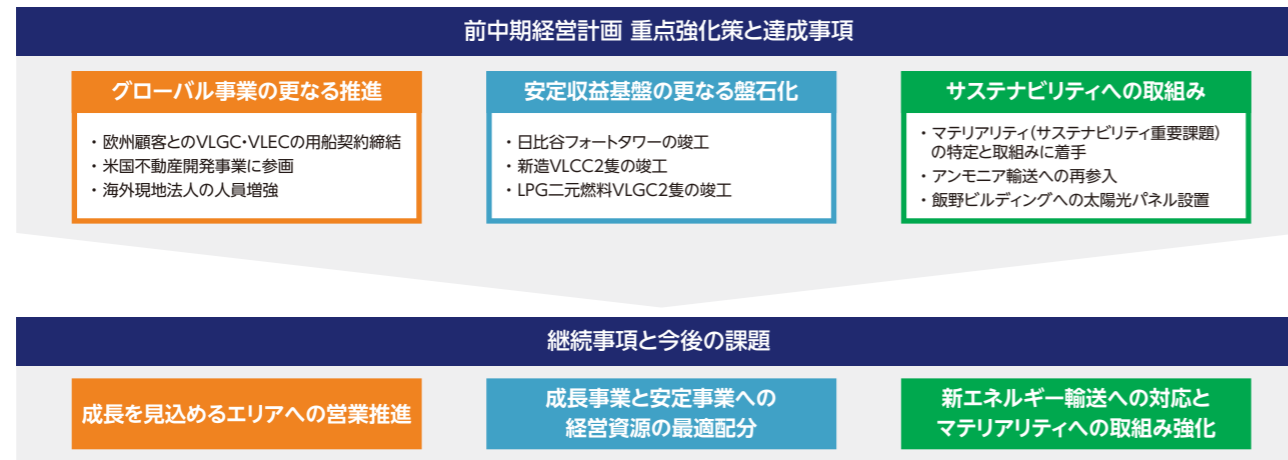 前中期経営計画 重点強化策と達成事項
グローバル事業の更なる推進
・欧州顧客とのVLGC・VLECの用船契約締結
・米国不動産開発事業に参画
・海外現地法人の人員増強
安定収益基盤の更なる盤石化
・日比谷フォートタワーの竣工
・新造VLCC2隻の竣工
・LPG二元燃料VLGC2隻の竣工
サステナビリティへの取組み
・マテリアリティ(サステナビリティ重要課題)
の特定と取組みに着手
・アンモニア輸送への再参入
・飯野ビルディングへの太陽光パネル設置
継続事項と今後の課題
成長を見込めるエリアへの営業推進
成長事業と安定事業への
経営資源の最適配分
新エネルギー輸送への対応と
マテリアリティへの取組み強化